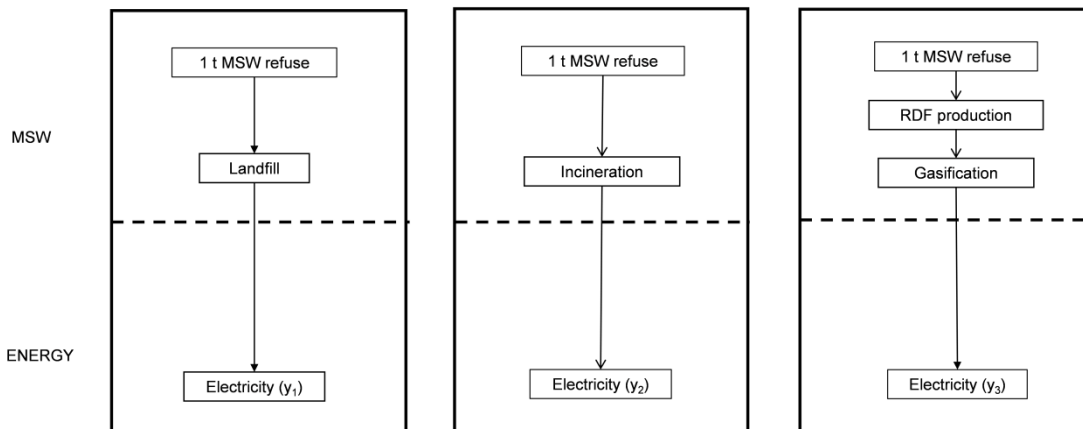 MSW
ENERGY
1 t MSW refuse
Landfill
Electricity (y₁)
1 t MSW refuse
Incineration
Electricity (y₂)
1 t MSW refuse
RDF production
Gasification
Electricity (y₃)